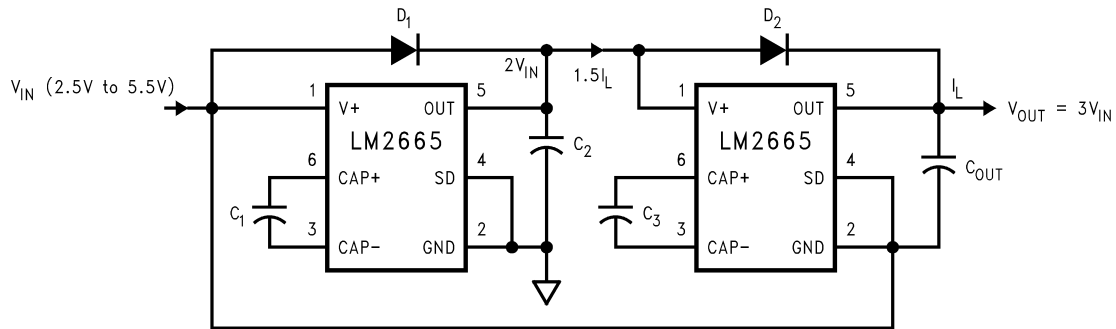 D1
D2
VIN (2.5V to 5.5V)
2VIN
1.5IL
IL
VOUT = 3VIN
1
V+
OUT
5
LM2665
6
CAP+
SD
4
3
CAP-
GND
2
C1
C2
1
V+
OUT
5
LM2665
6
CAP+
SD
4
3
CAP-
GND
2
C3
COUT